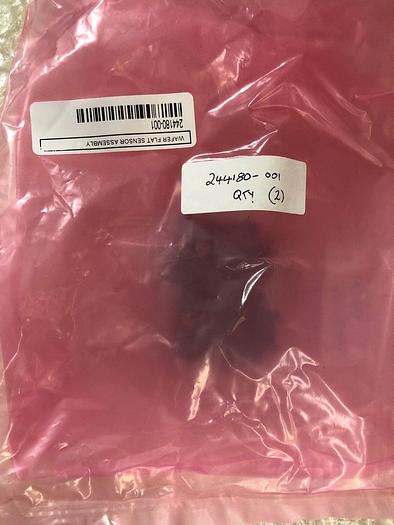 WAFER FLAT SENSOR ASSEMBLY
244180-001
244180-001
QTY (2)